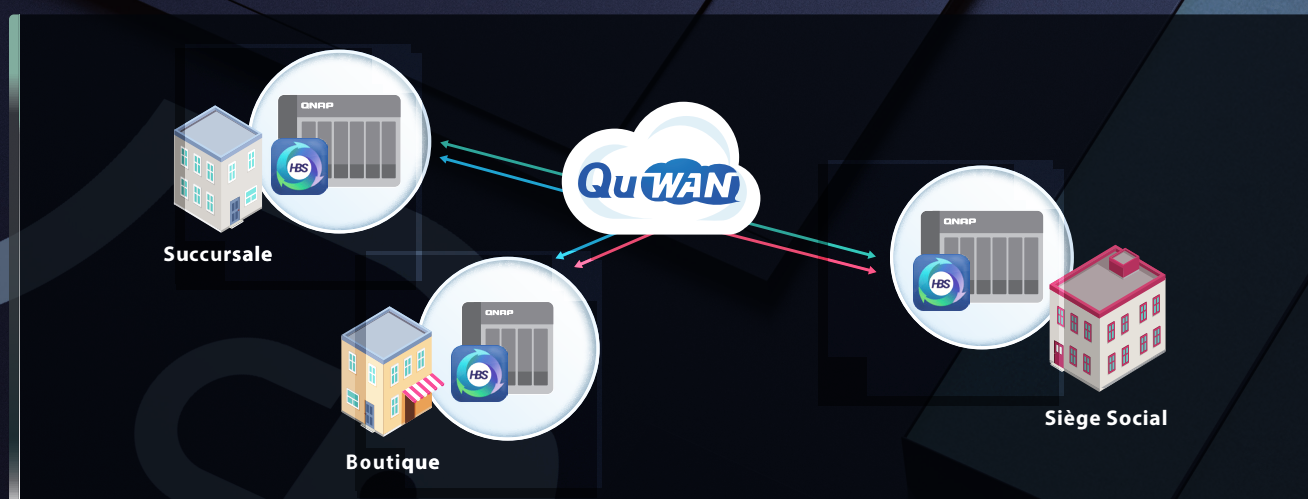 QNAP
HBS
Succursale
QuWAN
QNAP
HBS
Siège Social
QNAP
HBS
Boutique